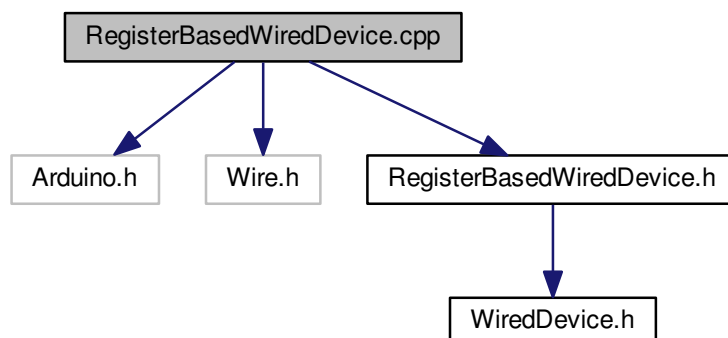 RegisterBasedWiredDevice.cpp
Arduino.h
Wire.h
RegisterBasedWiredDevice.h
WiredDevice.h